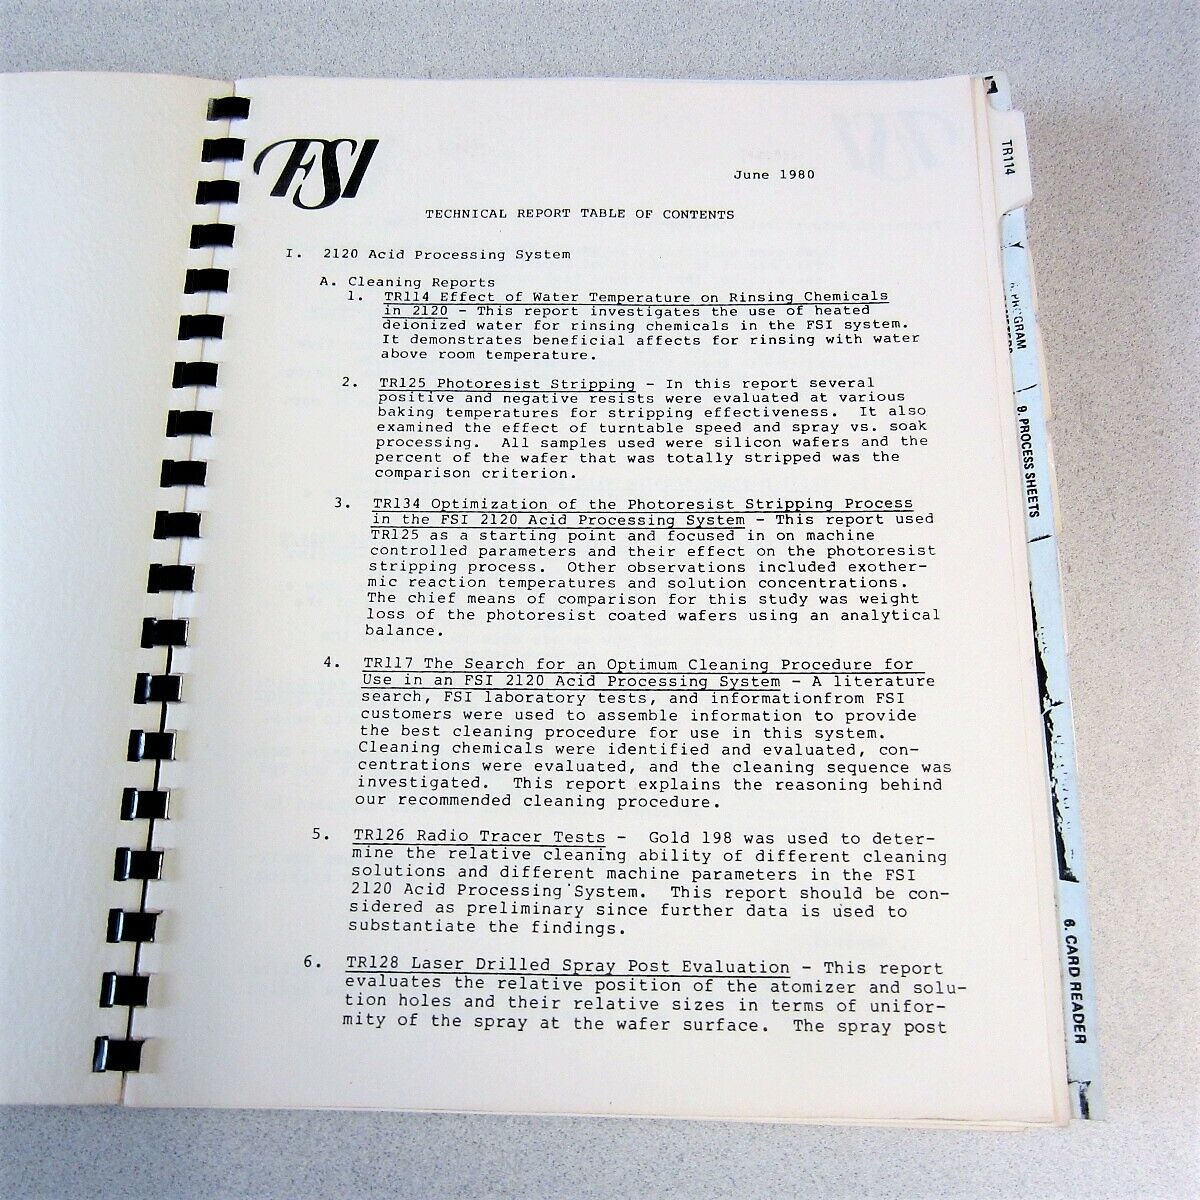 FSI
June 1980
TECHNICAL REPORT TABLE OF CONTENTS
I. 2120 Acid Processing System
A. Cleaning Reports
1. TR114 Effect of Water Temperature on Rinsing Chemicals
in 2120 - This report investigates the use of heated
deionized water for rinsing chemicals in the FSI system.
It demonstrates beneficial affects for rinsing with water
above room temperature.
2. TR125 Photoresist Stripping - In this report several
positive and negative resists were evaluated at various
baking temperatures for stripping effectiveness. It also
examined the effect of turntable speed and spray vs. soak
processing. All samples used were silicon wafers and the
percent of the wafer that was totally stripped was the
comparison criterion.
3. TR134 Optimization of the Photoresist Stripping Process
in the FSI 2120 Acid Processing System - This report used
TR125 as a starting point and focused in on machine
controlled parameters and their effect on the photoresist
stripping process. Other observations included exother-
mic reaction temperatures and solution concentrations.
The chief means of comparison for this study was weight
loss of the photoresist coated wafers using an analytical
balance.
4. TR117 The Search for an Optimum Cleaning Procedure for
Use in an FSI 2120 Acid Processing System - A literature
search, FSI laboratory tests, and informationfrom FSI
customers were used to assemble information to provide
the best cleaning procedure for use in this system.
Cleaning chemicals were identified and evaluated, con-
centrations were evaluated, and the cleaning sequence was
investigated. This report explains the reasoning behind
our recommended cleaning procedure.
5. TR126 Radio Tracer Tests - Gold 198 was used to deter-
mine the relative cleaning ability of different cleaning
solutions and different machine parameters in the FSI
2120 Acid Processing System. This report should be con-
sidered as preliminary since further data is used to
substantiate the findings.
6. TR128 Laser Drilled Spray Post Evaluation - This report
evaluates the relative position of the atomizer and solu-
tion holes and their relative sizes in terms of unifor-
mity of the spray at the wafer surface. The spray post
TR114
PROGRAM
9. PROCESS SHEETS
6. CARD READER